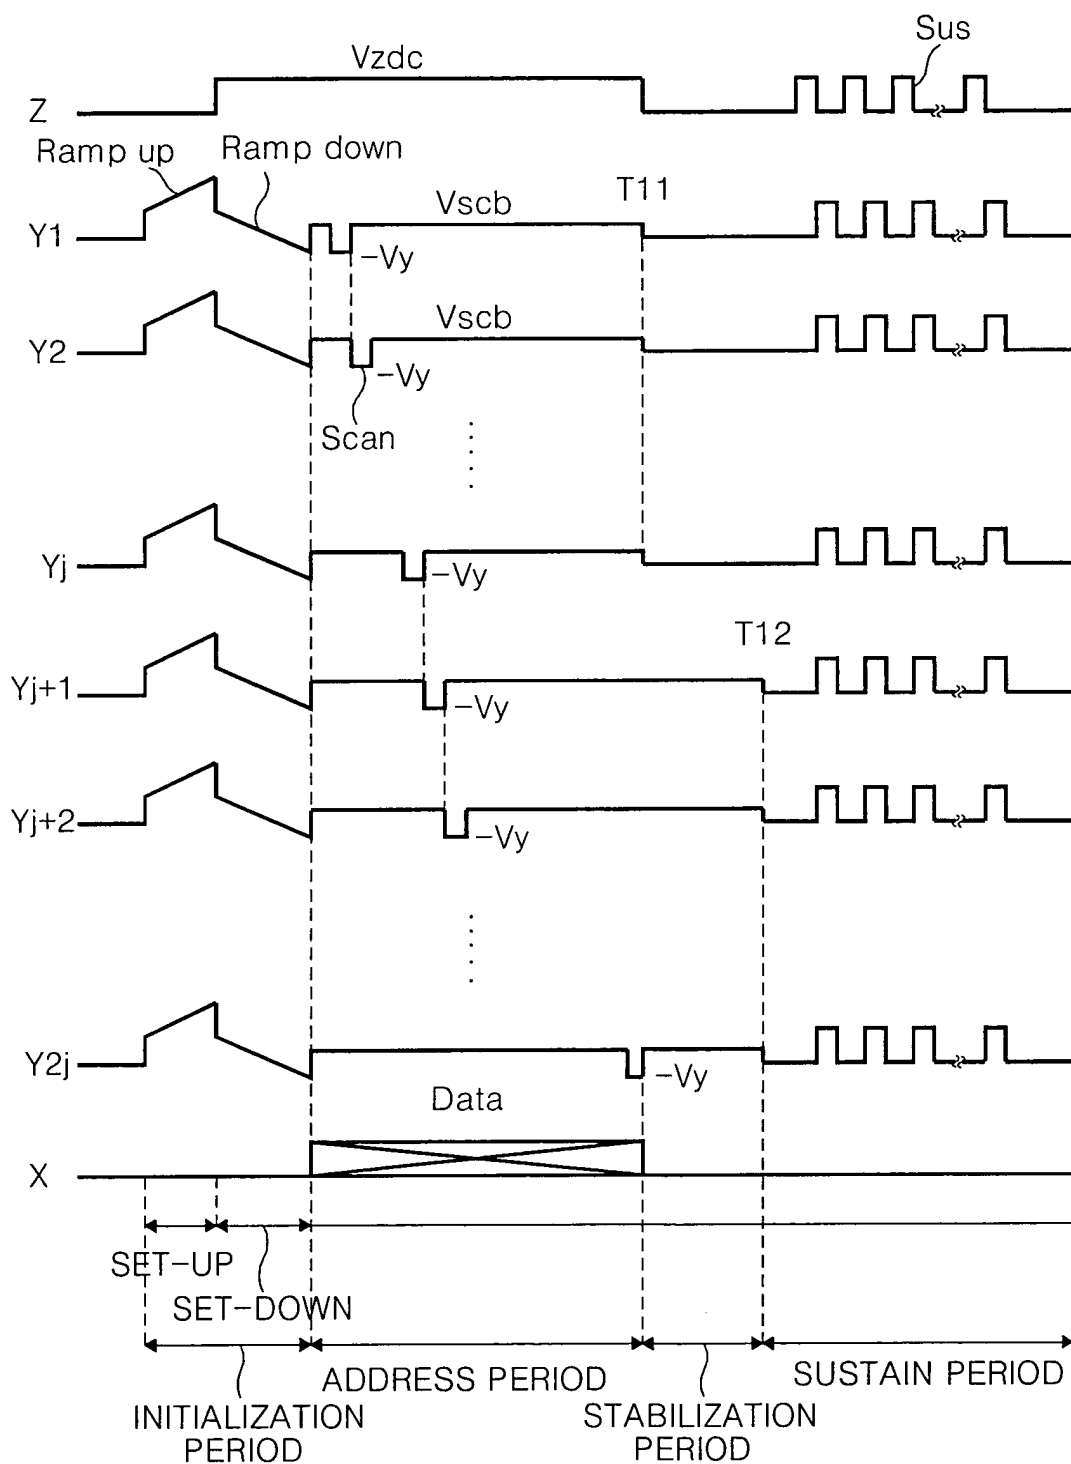 Sus
Vzdc
Z
Ramp up
Ramp down
T11
Vscb
Y1
-Vy
Vscb
Y2
-Vy
Scan
Yj
-Vy
T12
Yj+1
-Vy
Yj+2
-Vy
Y2j
-Vy
Data
X
SET-UP
SET-DOWN
ADDRESS PERIOD
SUSTAIN PERIOD
INITIALIZATION
PERIOD
STABILIZATION
PERIOD